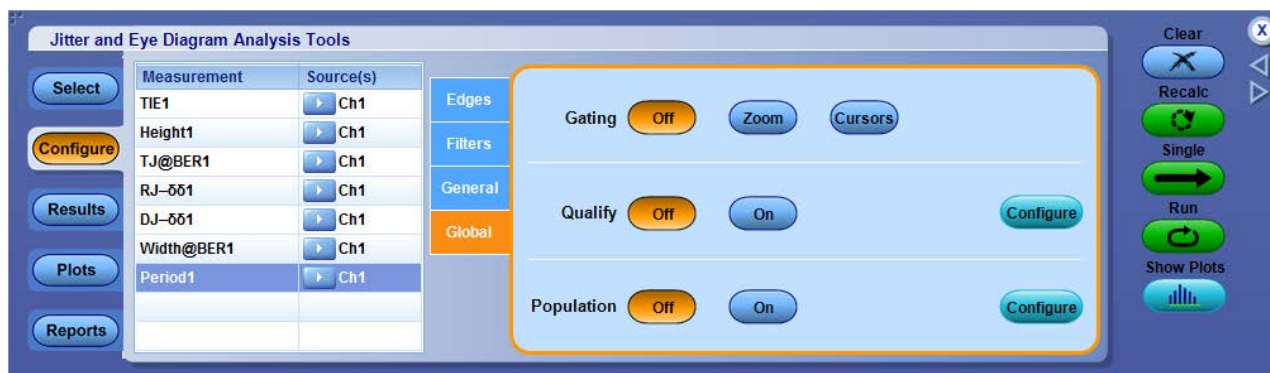 Jitter and Eye Diagram Analysis Tools
Select
Configure
Results
Plots
Reports
Measurement Source(s)
TIE1 Ch1
Height1 Ch1
TJ@BER1 Ch1
RJ–δδ1 Ch1
DJ–δδ1 Ch1
Width@BER1 Ch1
Period1 Ch1
Edges
Filters
General
Global
Gating Off Zoom Cursors
Qualify Off On Configure
Population Off On Configure
Clear
X
Recalc
Single
Run
Show Plots